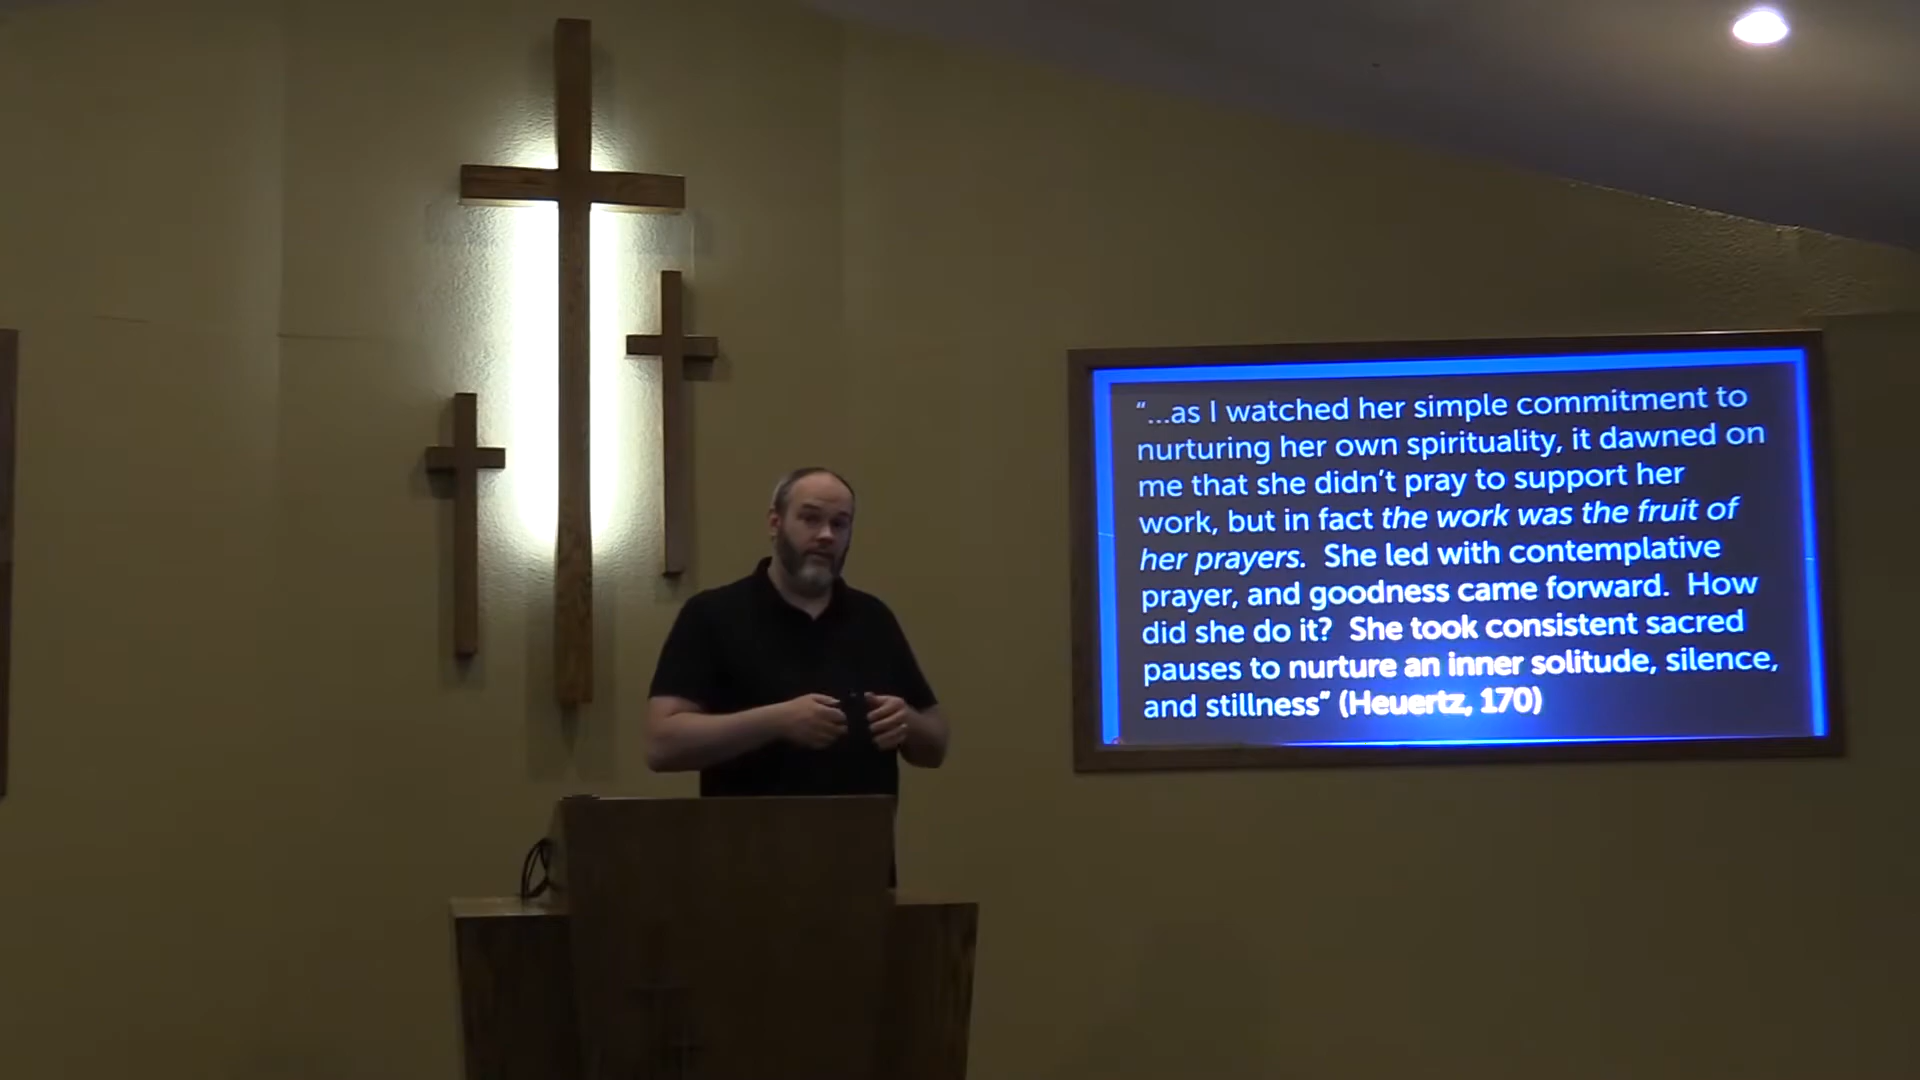 “...as I watched her simple commitment to
nurturing her own spirituality, it dawned on
me that she didn’t pray to support her
work, but in fact the work was the fruit of
her prayers.  She led with contemplative
prayer, and goodness came forward.  How
did she do it?  She took consistent sacred
pauses to nurture an inner solitude, silence,
and stillness” (Heuertz, 170)